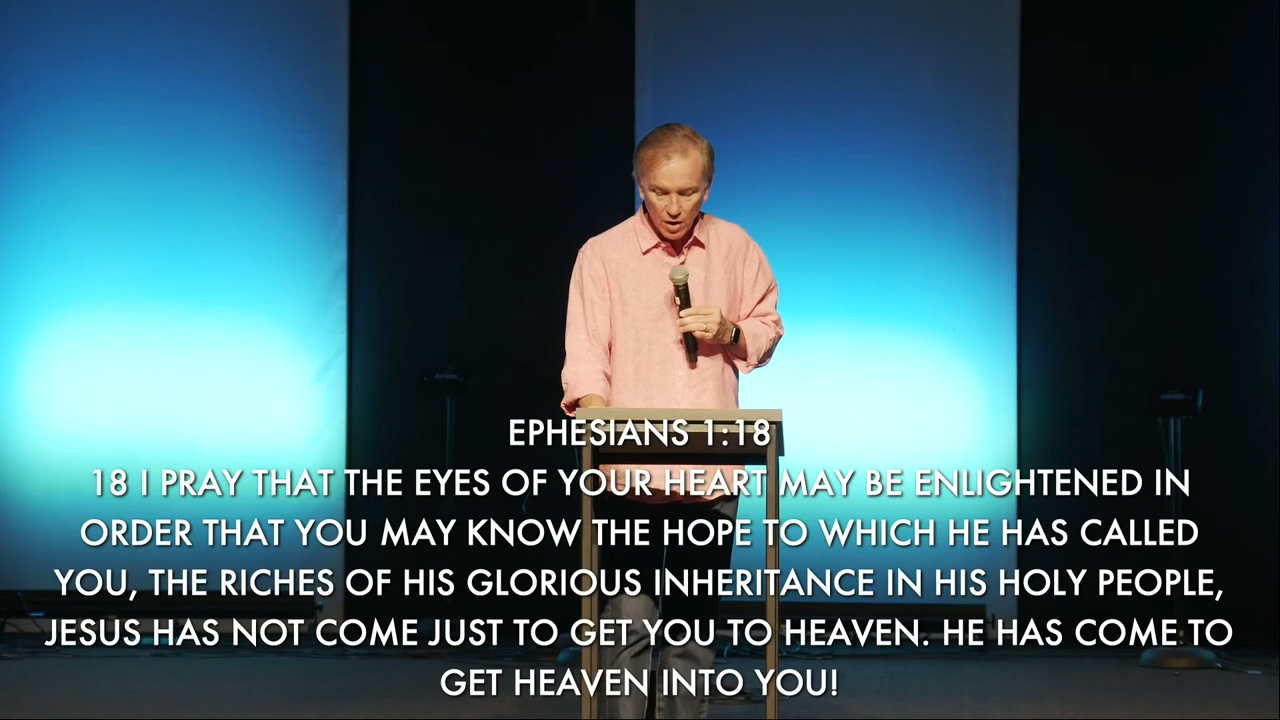 EPHESIANS 1:18
18 I PRAY THAT THE EYES OF YOUR HEART MAY BE ENLIGHTENED IN
ORDER THAT YOU MAY KNOW THE HOPE TO WHICH HE HAS CALLED
YOU, THE RICHES OF HIS GLORIOUS INHERITANCE IN HIS HOLY PEOPLE,
JESUS HAS NOT COME JUST TO GET YOU TO HEAVEN. HE HAS COME TO
GET HEAVEN INTO YOU!